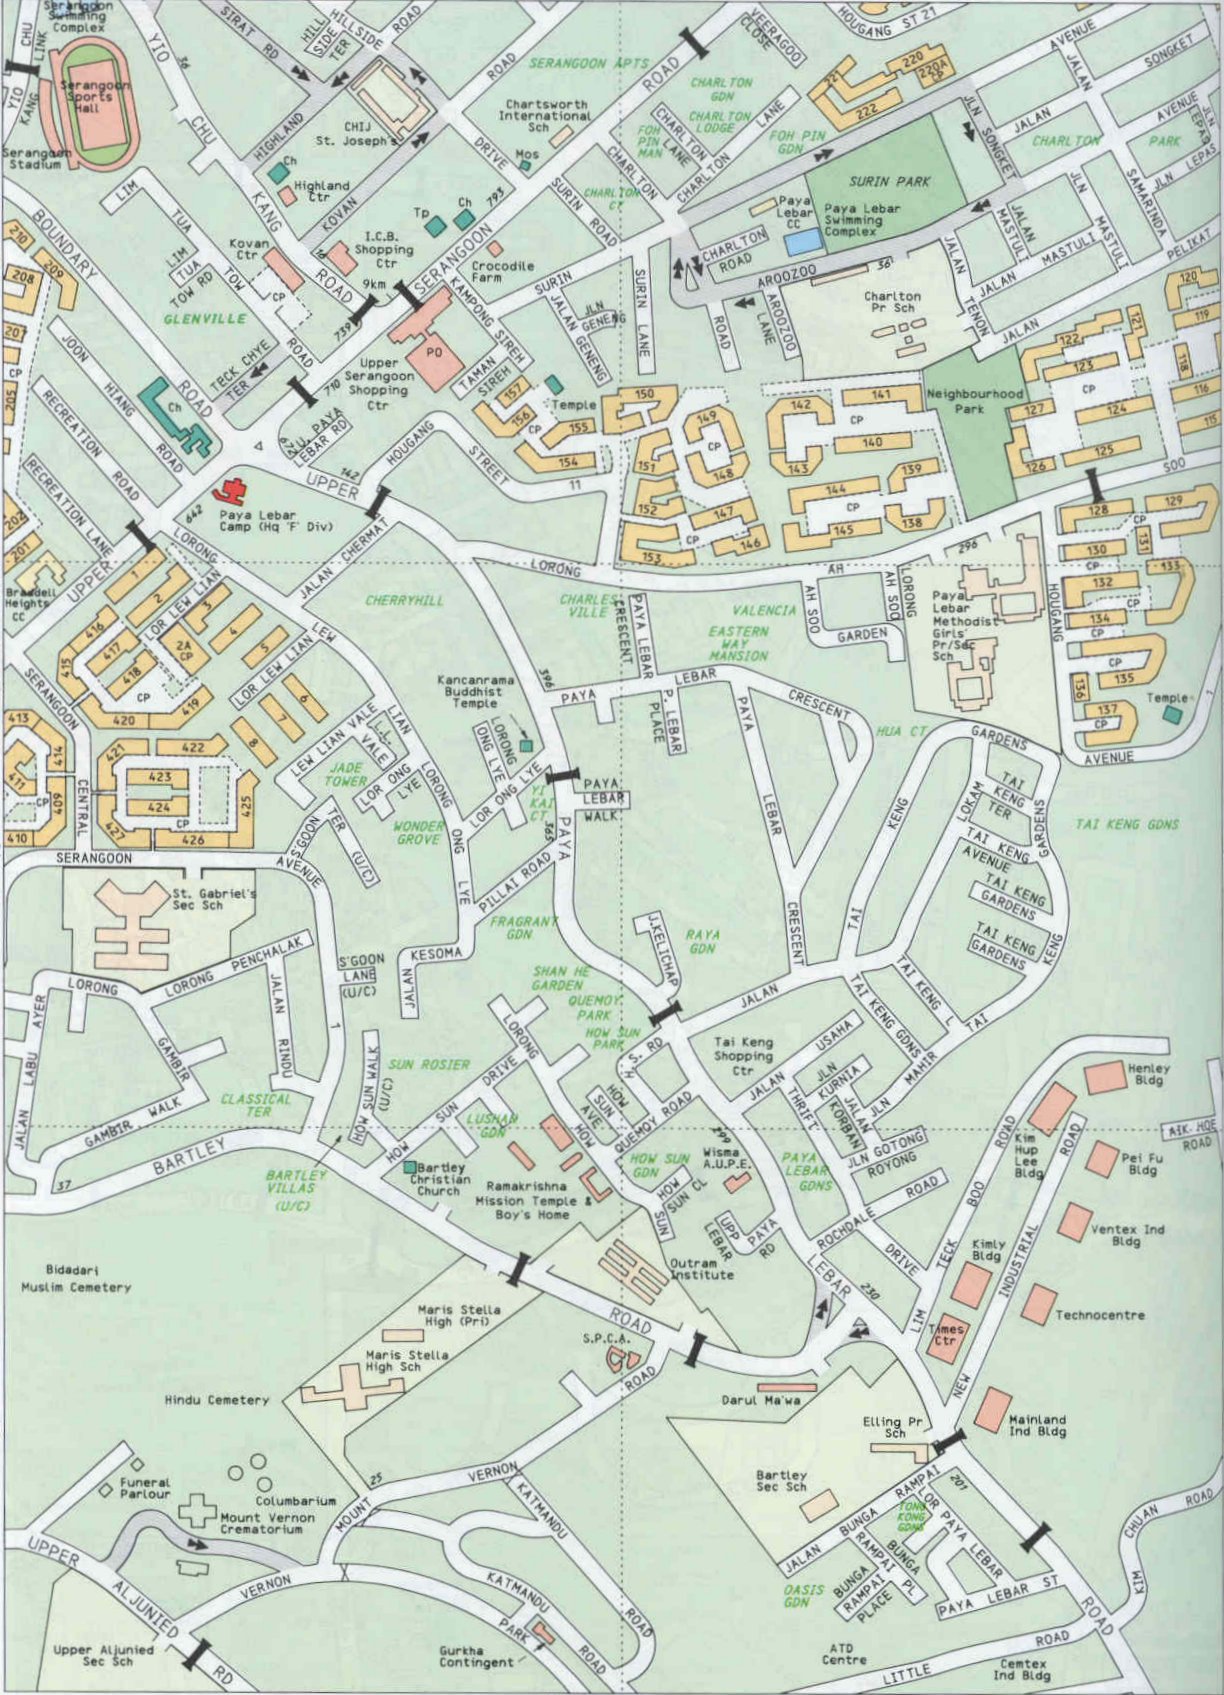 Serangoon
Swimming
Complex
YIO
CHU
KANG
LINK
YIO
CHU
KANG
ROAD
36
SIRAT RD
HILL
SIDE
TER
HILLSIDE
ROAD
ROAD
SERANGOON APTS
ROAD
VEERAGOO
CLOSE
HOUGANG ST 21
AVENUE
JALAN
SONGKET
Serangoon
Sports
Hall
Serangoon
Stadium
HIGHLAND
CHIJ
St. Joseph's
Chartsworth
International
Sch
Mos
DRIVE
793
CHARLTON
GDN
CHARLTON
LODGE
FOH
PIN
MAN
CHARLTON
LANE
CHARLTON
LANE
CHARLTON
FOH PIN
GDN
221
220
220A
CP
222
JLN SONGKET
JALAN
CHARLTON
PARK
AVENUE
JLN
LEPAS
JLN LEPAS
SAMARINDA
SURIN PARK
Ch
Highland
Ctr
KOVAN
Tp
Ch
SURIN
ROAD
CHARLTON
CT
Paya
Lebar
CC
Paya Lebar
Swimming
Complex
JALAN
MASTULI
JLN
MASTULI
JALAN MASTULI
PELIKAT
LIM
TUA
TOW
ROAD
LIM
TUA
TOW RD
Kovan
Ctr
CP
16
I.C.B.
Shopping
Ctr
9km
SERANGOON
Crocodile
Farm
SURIN
CHARLTON
ROAD
AROOZOO
56
AROOZOO
LANE
ROAD
SURIN LANE
JALAN
TENON
JALAN
BOUNDARY
ROAD
210
209
208
207
CP
205
GLENVILLE
TECK CHYE
TER
739
710
Upper
Serangoon
Shopping
Ctr
PO
KAMPONG SIREH
TAMAN
SIREH
JLN
GENENG
JALAN GENENG
Charlton
Pr Sch
120
121
119
122
123
CP
118
116
115
124
125
126
127
JOON
HIANG
ROAD
RECREATION
ROAD
RECREATION LANE
Ch
U. PAYA
LEBAR RD
142
HOUGANG
STREET
11
157
156
CP
155
154
Temple
150
149
CP
148
151
152
147
CP
146
153
142
141
CP
140
143
139
144
145
138
CP
Neighbourhood
Park
SOO
128
129
CP
131
130
133
132
CP
134
CP
135
136
137
CP
202
201
Braddell
Heights
CC
UPPER
642
Paya Lebar
Camp (Hq 'F' Div)
UPPER
JALAN CHERMAT
CHERRYHILL
LORONG
AH
CHARLES
VILLE
CRESCENT
PAYA LEBAR
VALENCIA
EASTERN
WAY
MANSION
AH SOO
GARDEN
AH SOO
LORONG
296
Paya
Lebar
Methodist
Girls'
Pr/Sec
Sch
HOUGANG
AVENUE
1
Temple
LORONG
LEW
LIAN
1
2
3
LOR LEW LIAN
4
5
2A
CP
LOR LEW LIAN
6
7
8
416
415
417
418
CP
419
420
421
422
423
424
CP
425
426
427
SERANGOON
CENTRAL
413
414
411
CP
409
410
LEW LIAN VALE
L.L.
VALE
JADE
TOWER
LOR ONG
LYE
LORONG
ONG
LYE
Kancanrama
Buddhist
Temple
LORONG
ONG LYE
LOR ONG LYE
396
PAYA
LEBAR
CRESCENT
P. LEBAR
PLACE
PAYA
LEBAR
CRESCENT
HUA CT
GARDENS
TAI KENG GDNS
YI
KAI
CT
PAYA
LEBAR
WALK
365
PAYA
WONDER
GROVE
S'GOON
TER
(U/C)
PILLAI ROAD
FRAGRANT
GDN
KENG
TAI
LOKAM
TAI
KENG
TER
TAI KENG
AVENUE
TAI KENG
GARDENS
TAI KENG
GARDENS
GARDENS
KENG
TAI
SERANGOON
AVENUE
1
St. Gabriel's
Sec Sch
KESOMA
JALAN
SHAN HE
GARDEN
QUEMOY
PARK
HOW SUN
PARK
J.KELICHAP
RAYA
GDN
JALAN
TAI KENG L
TAI KENG GDNS
LORONG
LORONG PENCHALAK
S'GOON
LANE
(U/C)
JALAN
RINDU
GAMBIR
WALK
GAMBIR
JALAN LABU AYER
CLASSICAL
TER
HOW SUN WALK
(U/C)
SUN ROSIER
LORONG
HOW
SUN
DRIVE
LUSHAN
GDN
HOW
SUN
H.S. RD
HOW
SUN
AVE
QUEMOY ROAD
Tai Keng
Shopping
Ctr
JALAN
USAHA
JLN
KURNIA
JALAN
KORBAN
JLN MAHIR
THRIFT
DRIVE
JLN GOTONG
ROYONG
Henley
Bldg
Kim
Hup
Lee
Bldg
Pei Fu
Bldg
AIK HOE
ROAD
BARTLEY
37
BARTLEY
VILLAS
(U/C)
Bartley
Christian
Church
Ramakrishna
Mission Temple &
Boy's Home
HOW SUN
GDN
HOW
SUN CL
299
Wisma
A.U.P.E.
PAYA
LEBAR
GDNS
UPP
LEBAR
PAYA
RD
ROCHDALE
ROAD
LEBAR
230
LIM
TECK
BOO
ROAD
Kimly
Bldg
NEW
INDUSTRIAL
ROAD
Ventex Ind
Bldg
Technocentre
Times
Ctr
Bidadari
Muslim Cemetery
Outram
Institute
ROAD
S.P.C.A.
Maris Stella
High (Pri)
Maris Stella
High Sch
Hindu Cemetery
Darul Ma'wa
Elling Pr
Sch
Mainland
Ind Bldg
Bartley
Sec Sch
Funeral
Parlour
Columbarium
Mount Vernon
Crematorium
25
MOUNT
VERNON
ROAD
KATMANDU
ROAD
201
JALAN
BUNGA
RAMPAI
TONG
KONG
GDNS
LOR PAYA LEBAR
BUNGA
RAMPAI PL
BUNGA
RAMPAI
PLACE
OASIS
GDN
PAYA LEBAR ST
ROAD
KIM
CHUAN
ROAD
UPPER
ALJUNIED
RD
VERNON
KATMANDU
ROAD
PARK
Upper Aljunied
Sec Sch
Gurkha
Contingent
ATD
Centre
LITTLE
ROAD
Cemtex
Ind Bldg